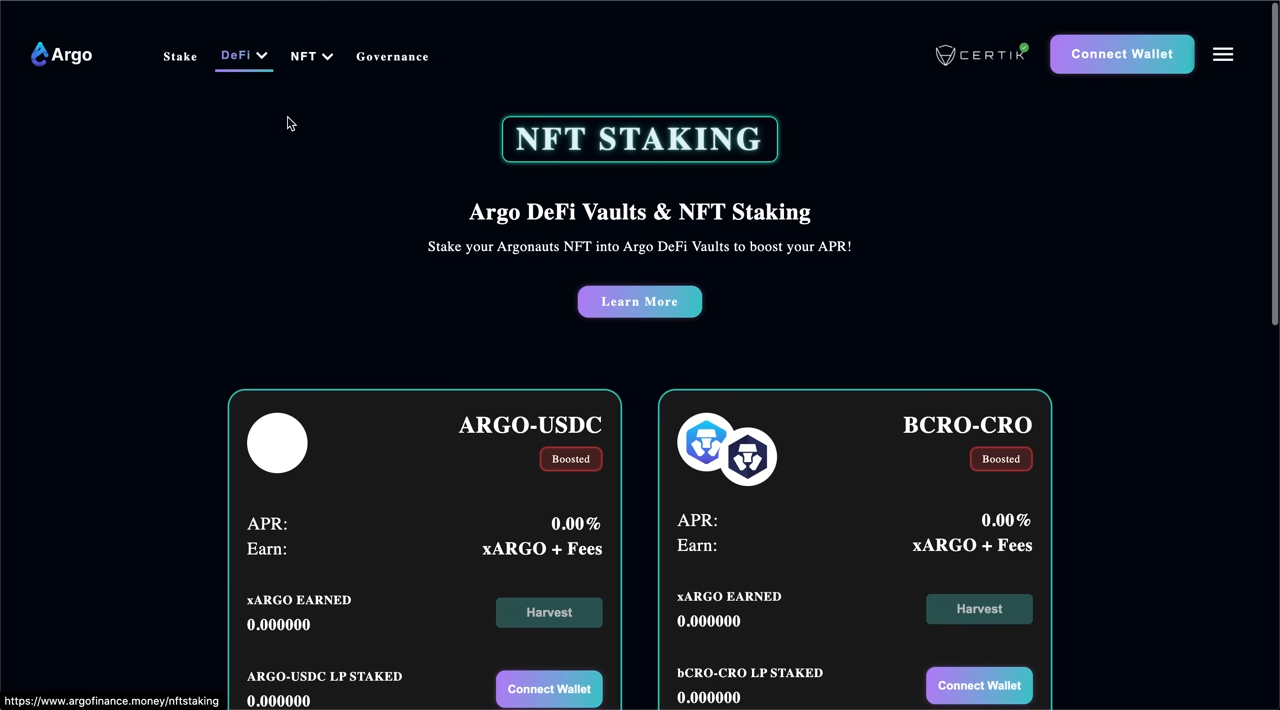 Argo
Stake
DeFi
NFT
Governance
CERTIK
Connect Wallet
NFT STAKING
Argo DeFi Vaults & NFT Staking
Stake your Argonauts NFT into Argo DeFi Vaults to boost your APR!
Learn More
ARGO-USDC
Boosted
APR: 0.00%
Earn: xARGO + Fees
xARGO EARNED
0.000000
Harvest
ARGO-USDC LP STAKED
0.000000
Connect Wallet
BCRO-CRO
Boosted
APR: 0.00%
Earn: xARGO + Fees
xARGO EARNED
0.000000
Harvest
bCRO-CRO LP STAKED
0.000000
Connect Wallet
https://www.argofinance.money/nftstaking